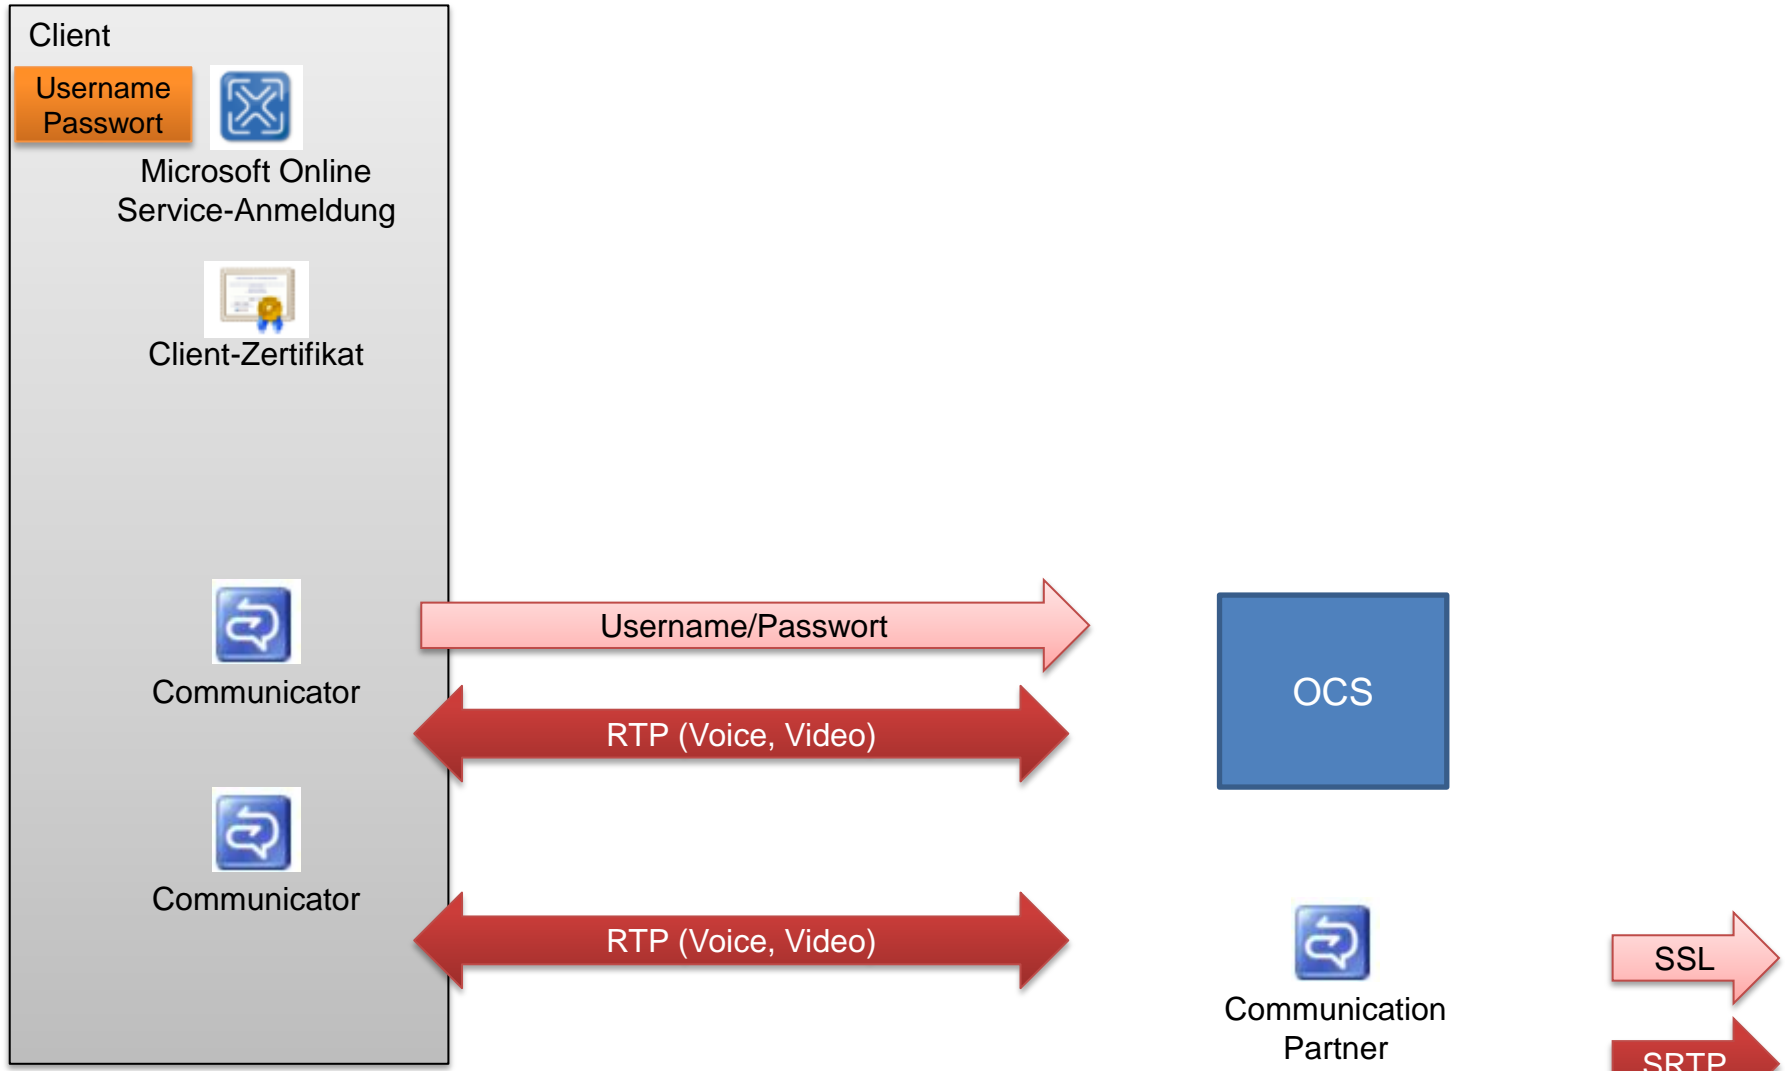 Client
Username
Passwort
Microsoft Online
Service-Anmeldung
Client-Zertifikat
Communicator
Username/Passwort
RTP (Voice, Video)
OCS
Communicator
RTP (Voice, Video)
Communication
Partner
SSL
SRTP